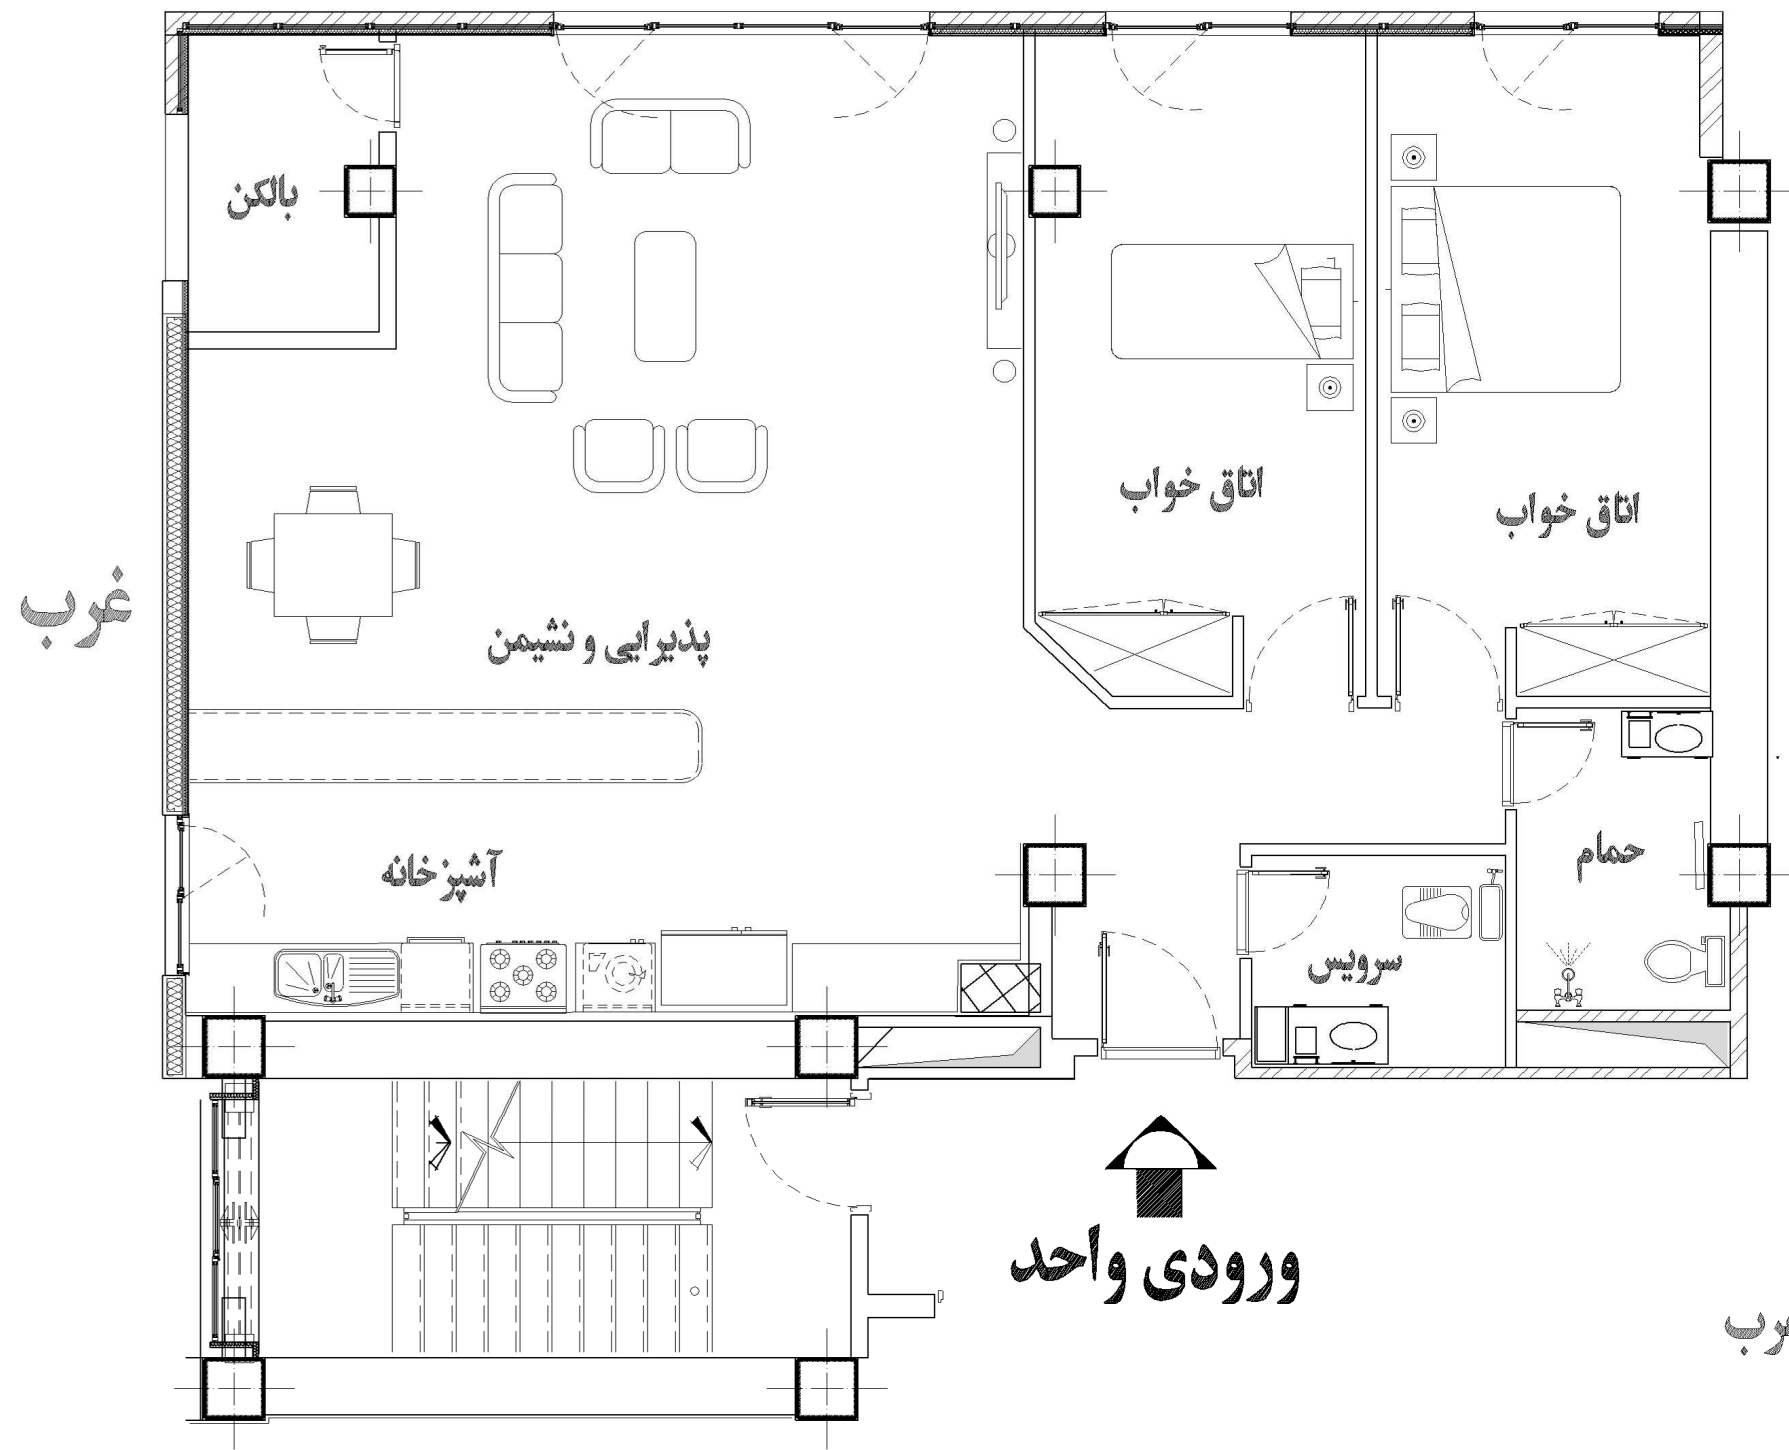 بالکن
اتاق خواب
اتاق خواب
غرب
پذیرایی و نشیمن
آشپزخانه
حمام
سرویس
ورودی واحد